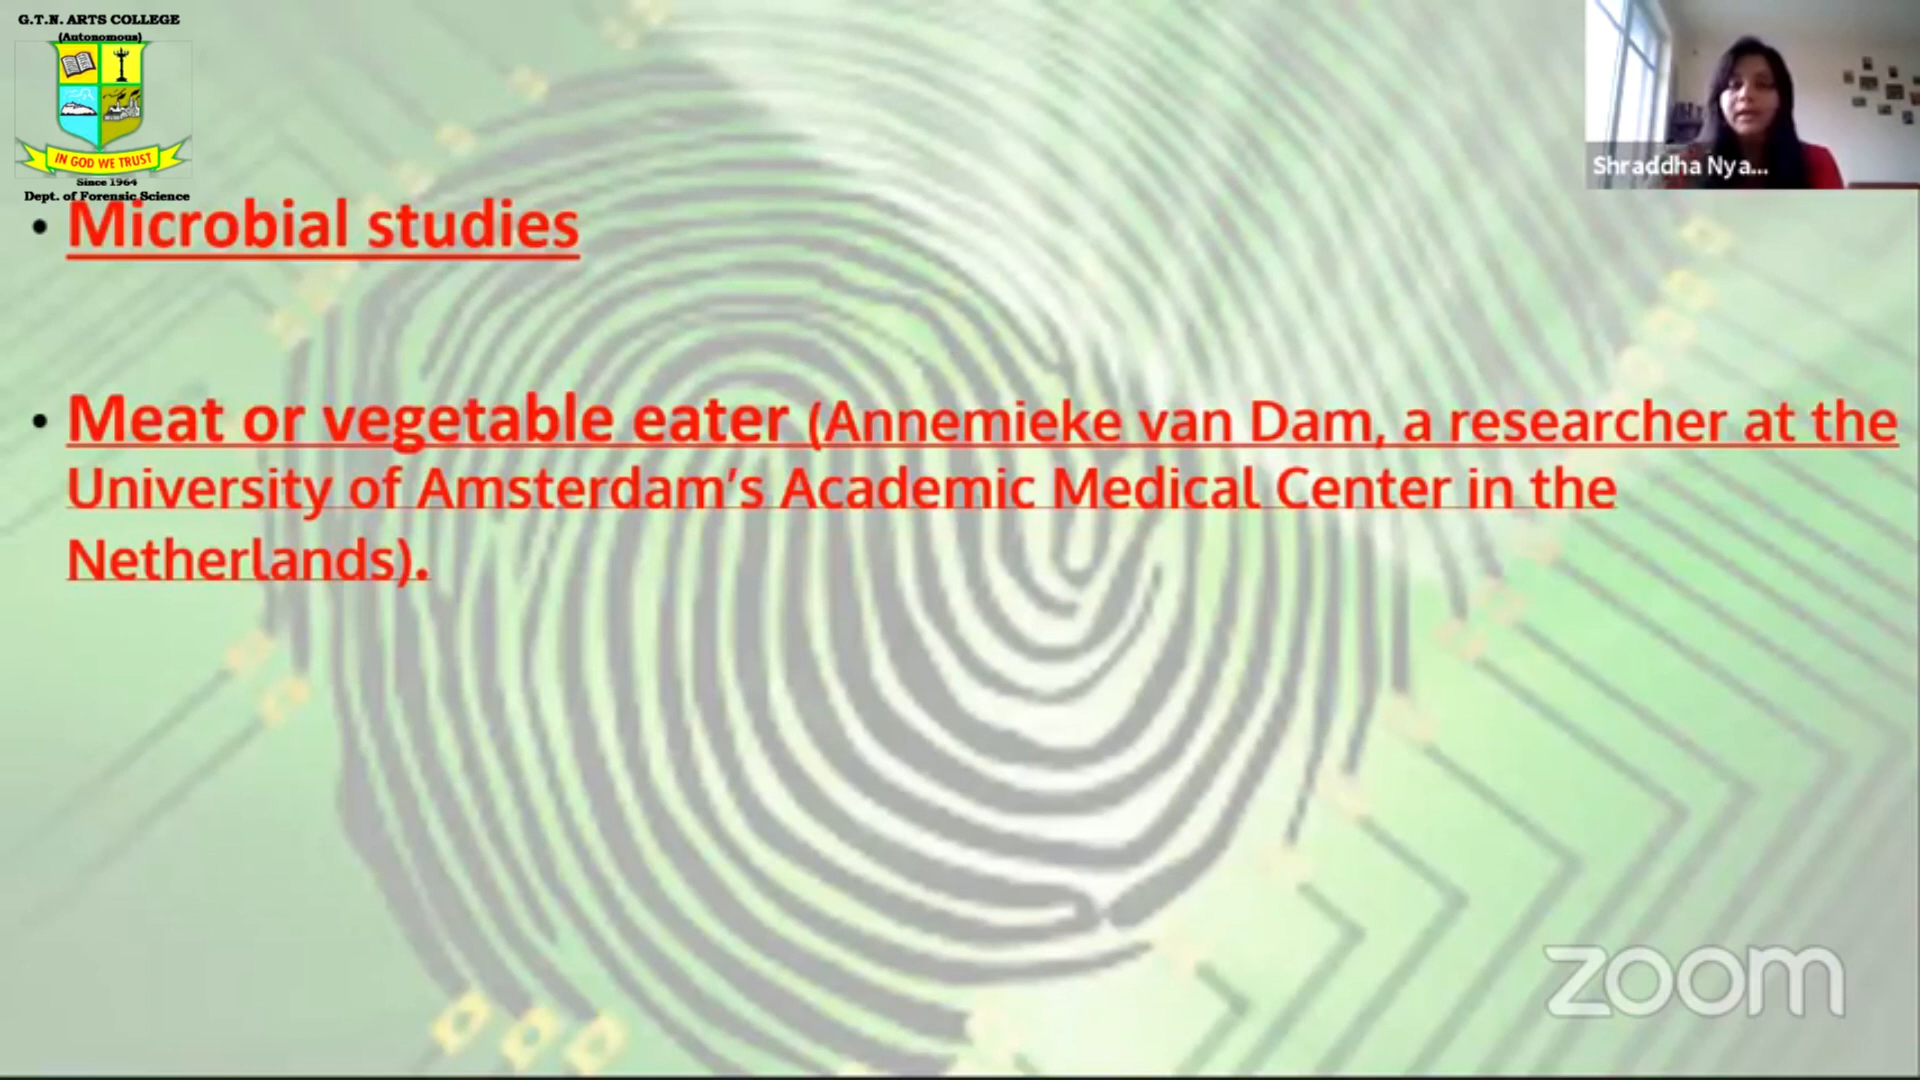 G.T.N. ARTS COLLEGE
(Autonomous)
IN GOD WE TRUST
Since 1964
Dept. of Forensic Science
Shraddha Nya...
• Microbial studies
• Meat or vegetable eater (Annemieke van Dam, a researcher at the
University of Amsterdam’s Academic Medical Center in the
Netherlands).
zoom